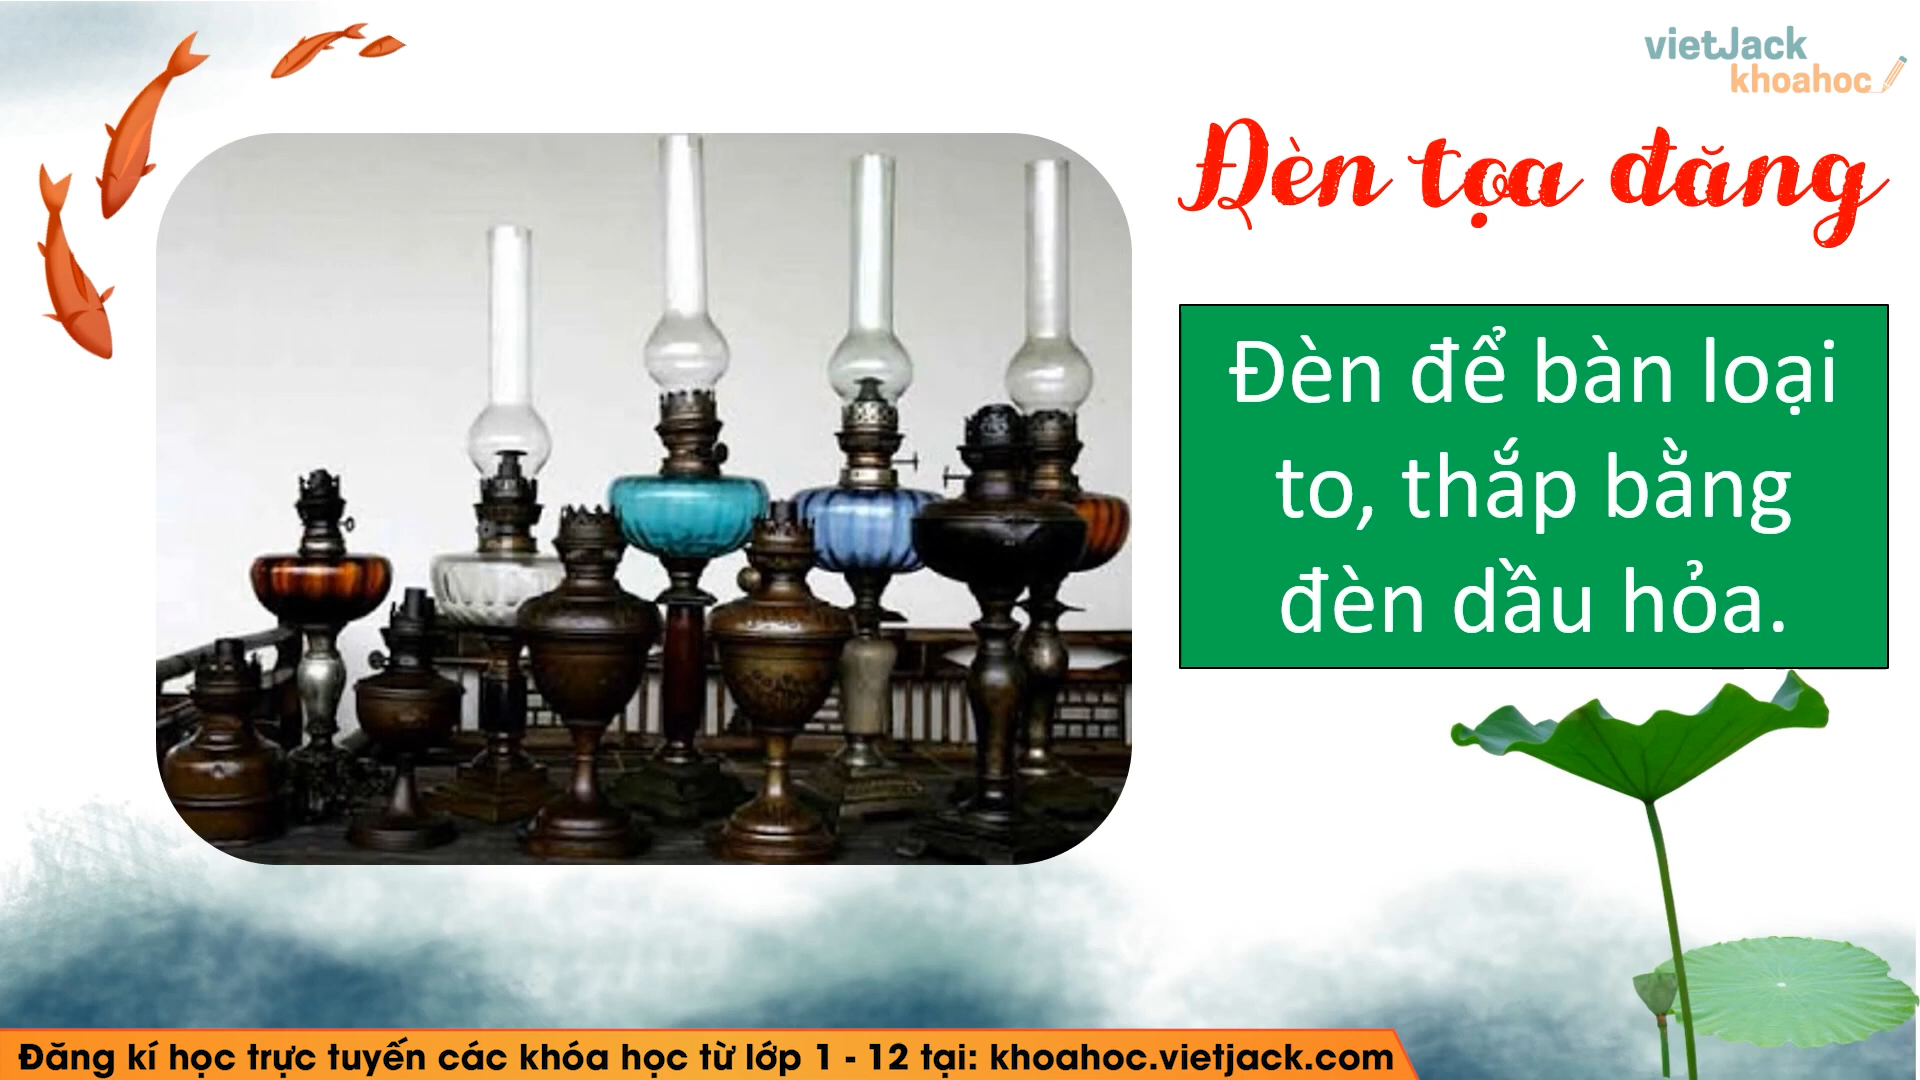 vietJack
khoahoc
Đèn tọa đăng
Đèn để bàn loại
to, thắp bằng
đèn dầu hỏa.
Đăng kí học trực tuyến các khóa học từ lớp 1 - 12 tại: khoahoc.vietjack.com